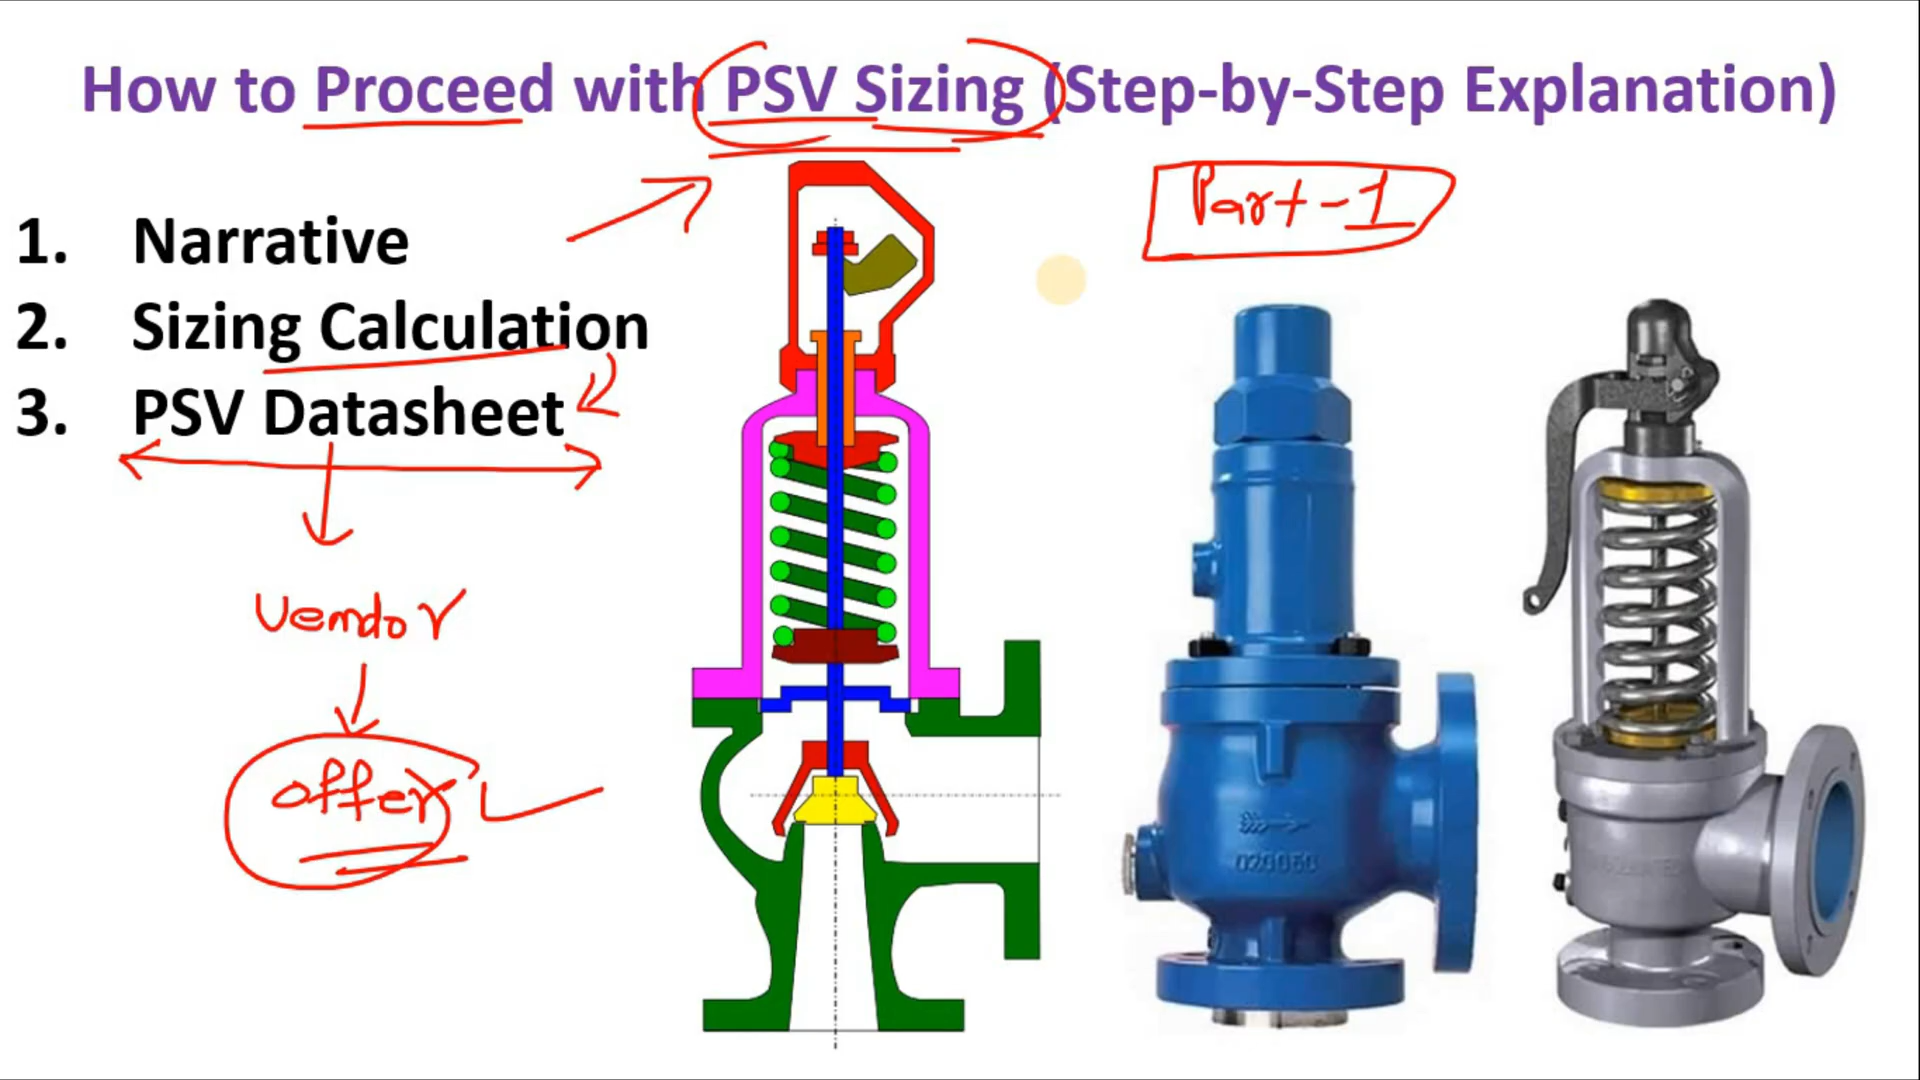 How to Proceed with PSV Sizing (Step-by-Step Explanation)
Part-1
1. Narrative
2. Sizing Calculation
3. PSV Datasheet
Vendor
offer